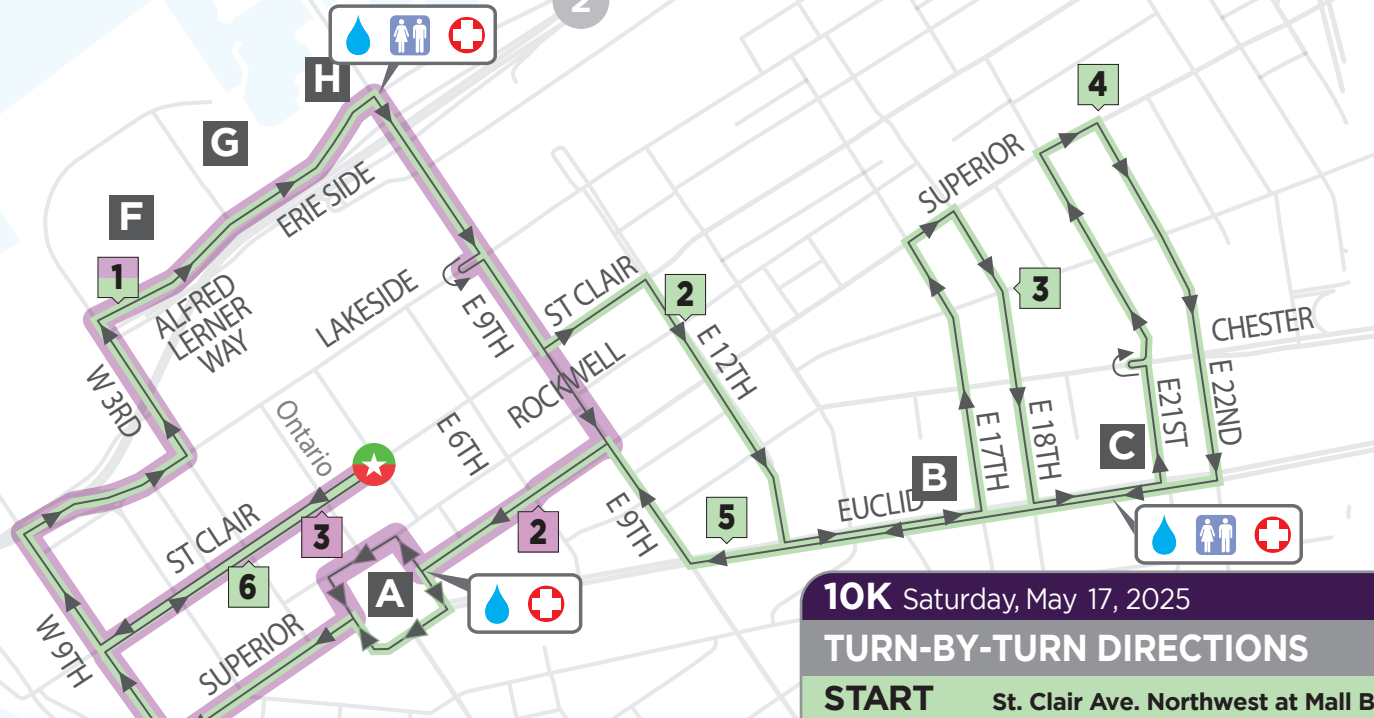 2
H
G
4
SUPERIOR
F
ERIE SIDE
1
ALFRED
LERNER
WAY
LAKESIDE
E 9TH
ST CLAIR
2
3
E 12TH
CHESTER
W 3RD
ROCKWELL
E 22ND
Ontario
E 6TH
E21ST
E 17TH
E 18TH
C
B
EUCLID
E 9TH
5
2
ST CLAIR
3
6
A
W 9TH
SUPERIOR
10K Saturday, May 17, 2025
TURN-BY-TURN DIRECTIONS
START St. Clair Ave. Northwest at Mall B